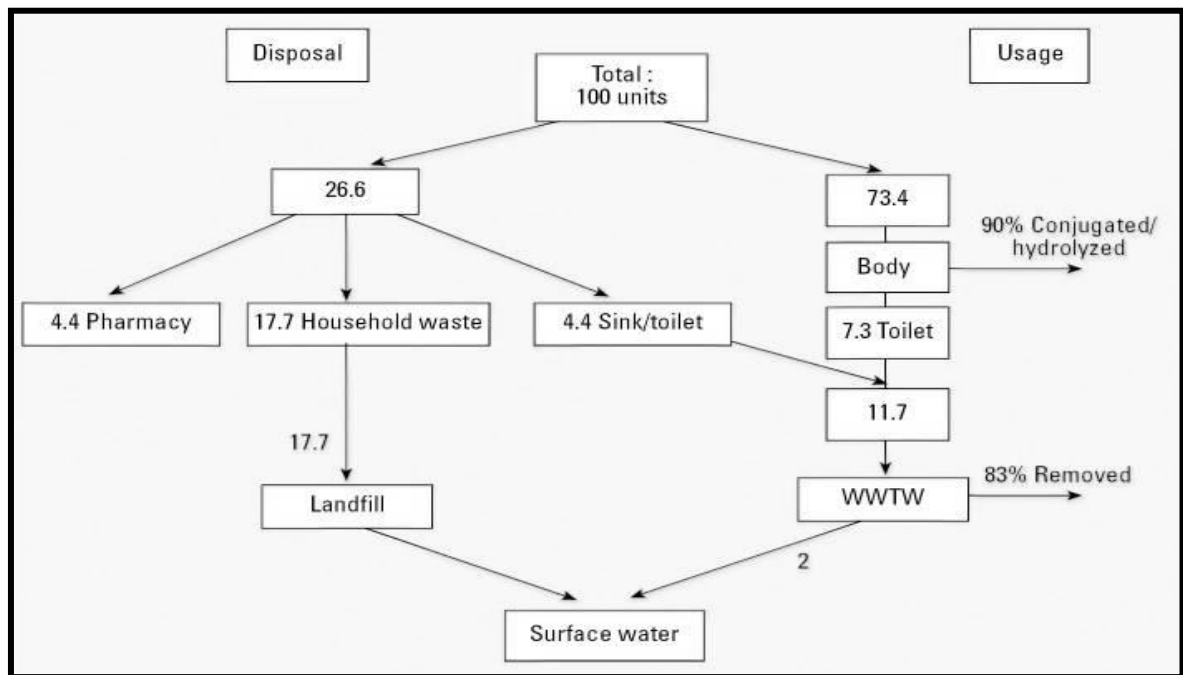 Disposal
Usage
Total :
100 units
26.6
73.4
90% Conjugated/
hydrolyzed
Body
4.4 Pharmacy
17.7 Household waste
4.4 Sink/toilet
7.3 Toilet
11.7
17.7
83% Removed
Landfill
WWTW
2
Surface water